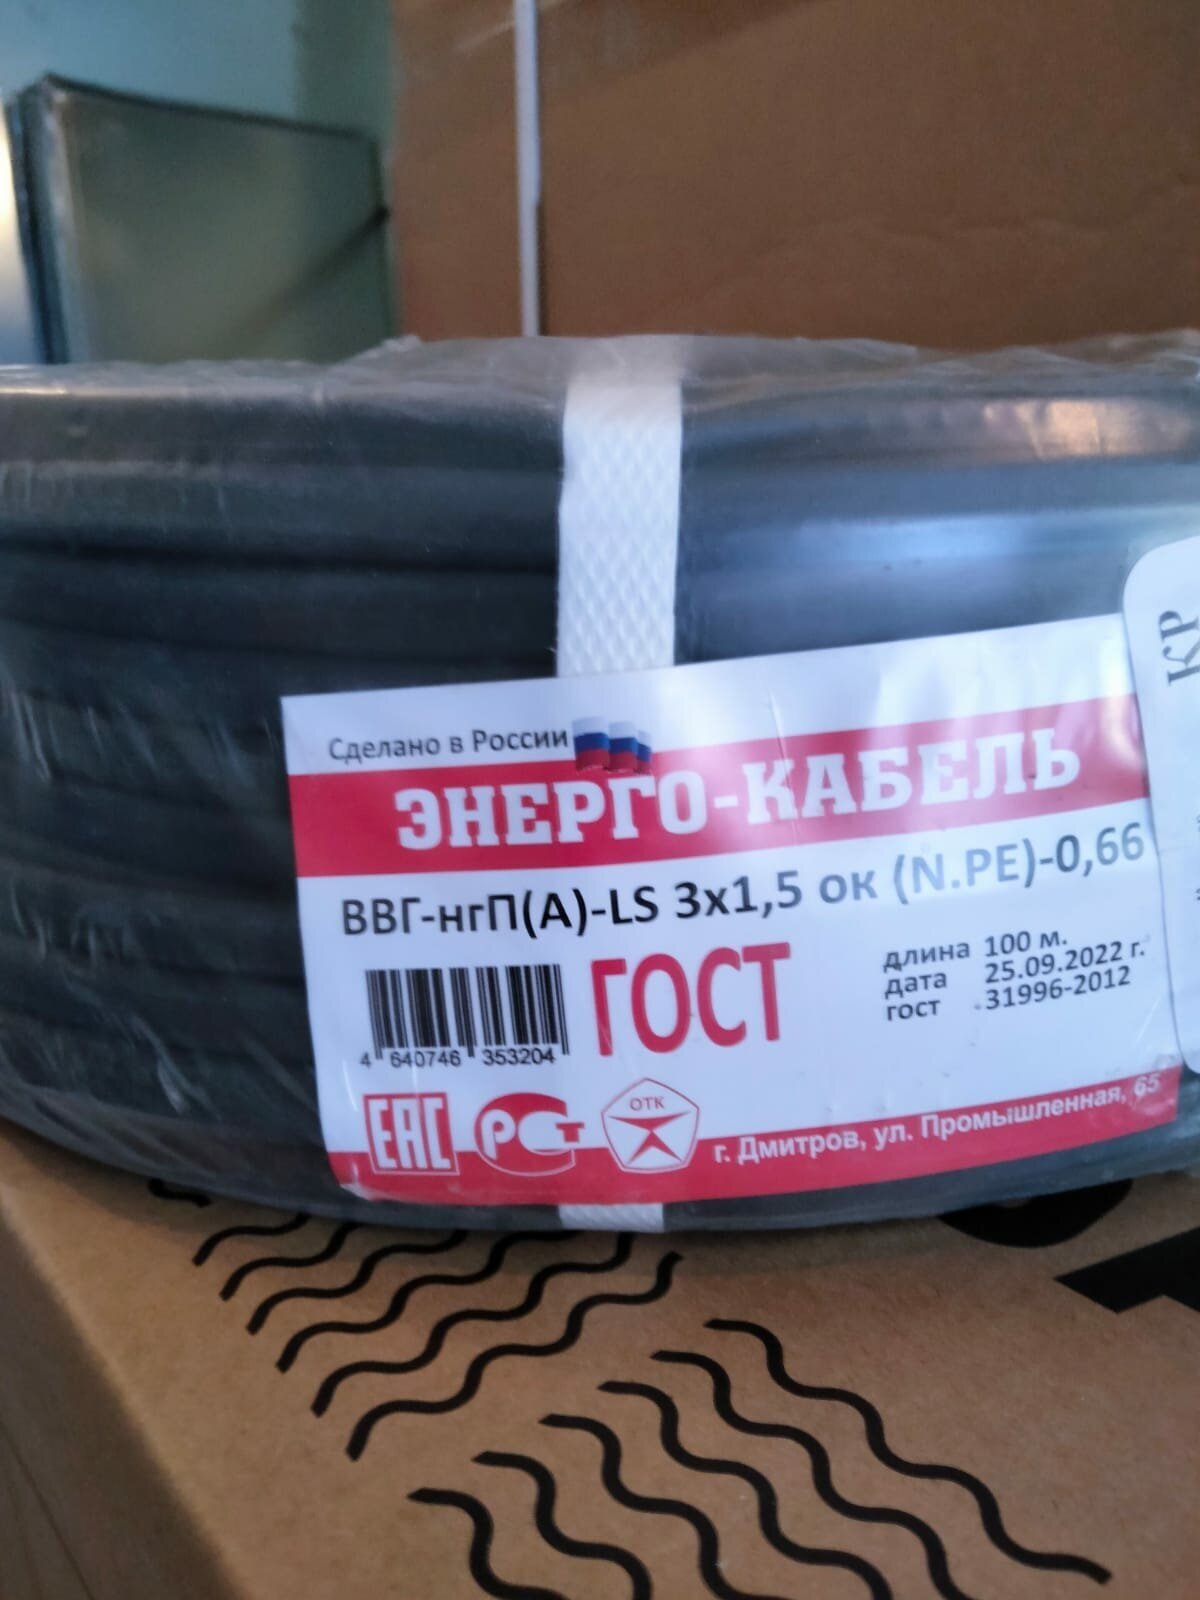 Сделано в России
ЭНЕРГО-КАБЕЛЬ
ВВГ-нгП(А)-LS 3х1,5 ок (N.PE)-0,66
ГОСТ
длина 100 м.
дата 25.09.2022 г.
гост 31996-2012
4 640746 353204
ЕАС
РСТ
ОТК
г. Дмитров, ул. Промышленная, 65
КР